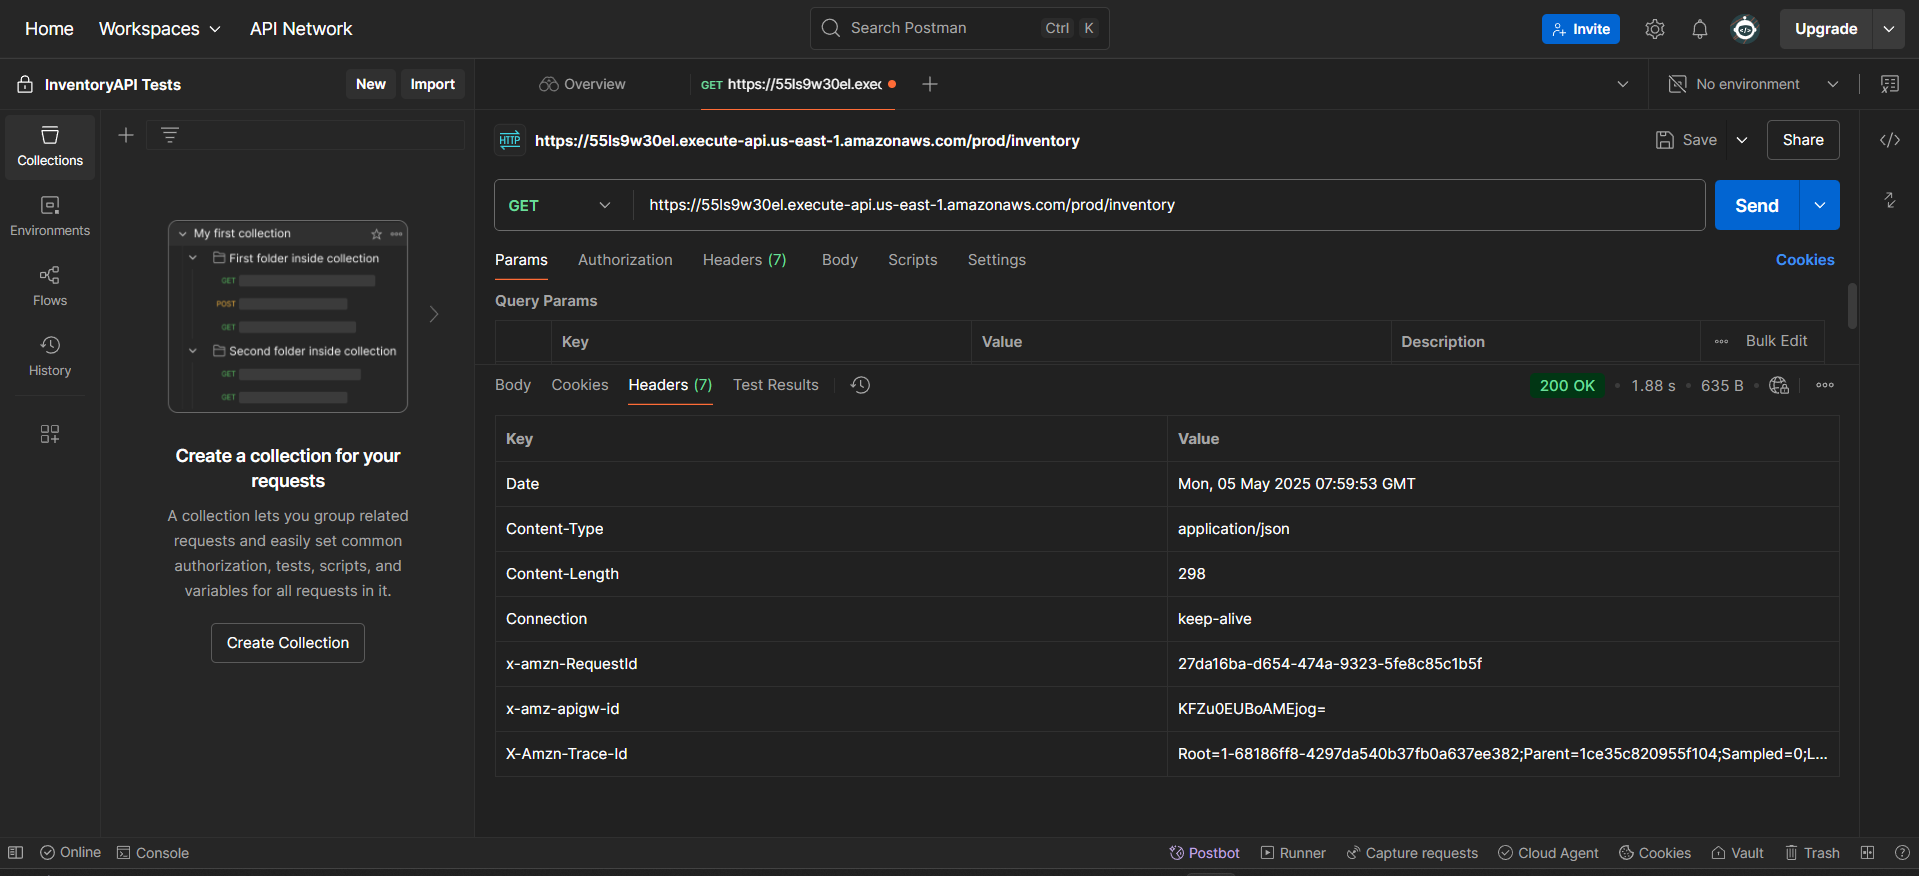 Home Workspaces API Network Search Postman Ctrl K Invite Upgrade
InventoryAPI Tests New Import Overview GET https://55ls9w30el.exec No environment
Collections
Environments
Flows
History
My first collection
First folder inside collection
GET
POST
GET
Second folder inside collection
GET
GET
Create a collection for your
requests
A collection lets you group related
requests and easily set common
authorization, tests, scripts, and
variables for all requests in it.
Create Collection
HTTP https://55ls9w30el.execute-api.us-east-1.amazonaws.com/prod/inventory Save Share
GET https://55ls9w30el.execute-api.us-east-1.amazonaws.com/prod/inventory Send
Params Authorization Headers (7) Body Scripts Settings Cookies
Query Params
Key Value Description Bulk Edit
Body Cookies Headers (7) Test Results 200 OK 1.88 s 635 B
Key Value
Date Mon, 05 May 2025 07:59:53 GMT
Content-Type application/json
Content-Length 298
Connection keep-alive
x-amzn-RequestId 27da16ba-d654-474a-9323-5fe8c85c1b5f
x-amz-apigw-id KFZu0EUBoAMEjog=
X-Amzn-Trace-Id Root=1-68186ff8-4297da540b37fb0a637ee382;Parent=1ce35c820955f104;Sampled=0;L...
Online Console Postbot Runner Capture requests Cloud Agent Cookies Vault Trash